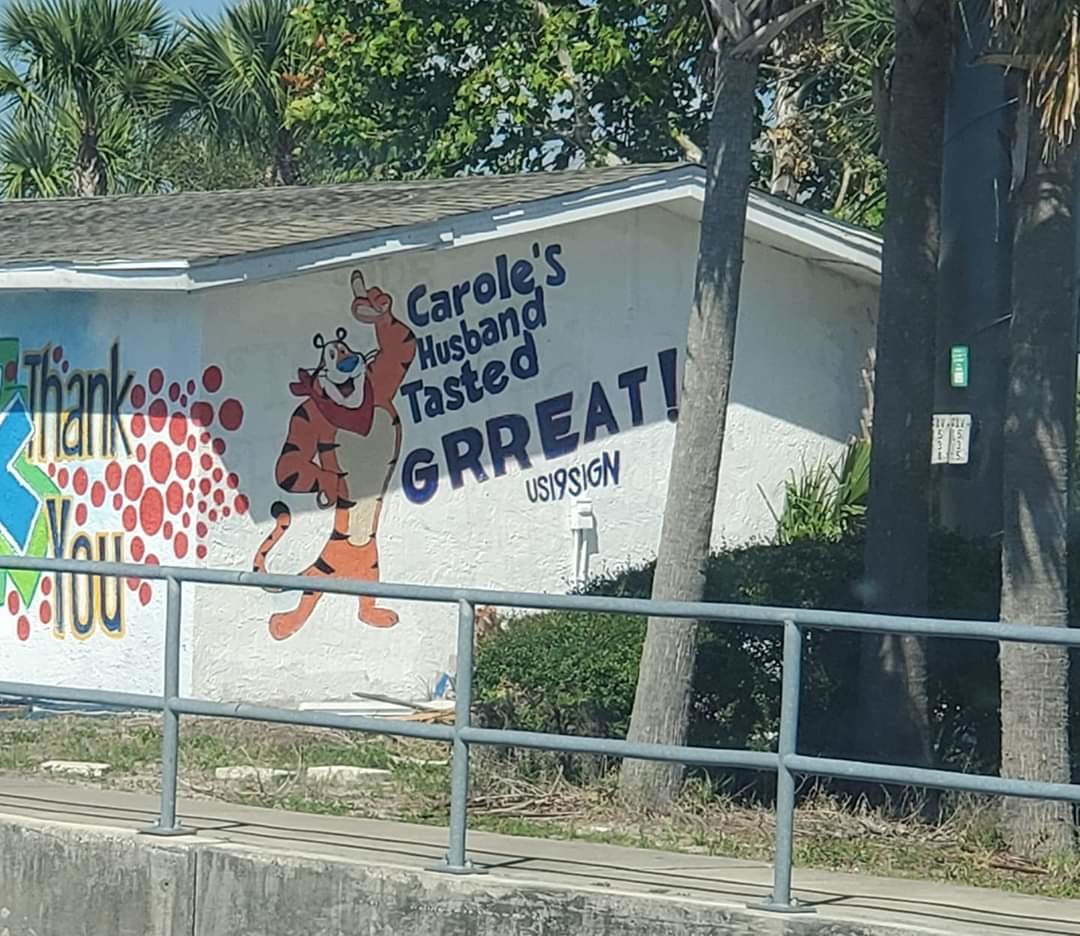 Thank
You
Carole's
Husband
Tasted
GRREAT!
US19SIGN